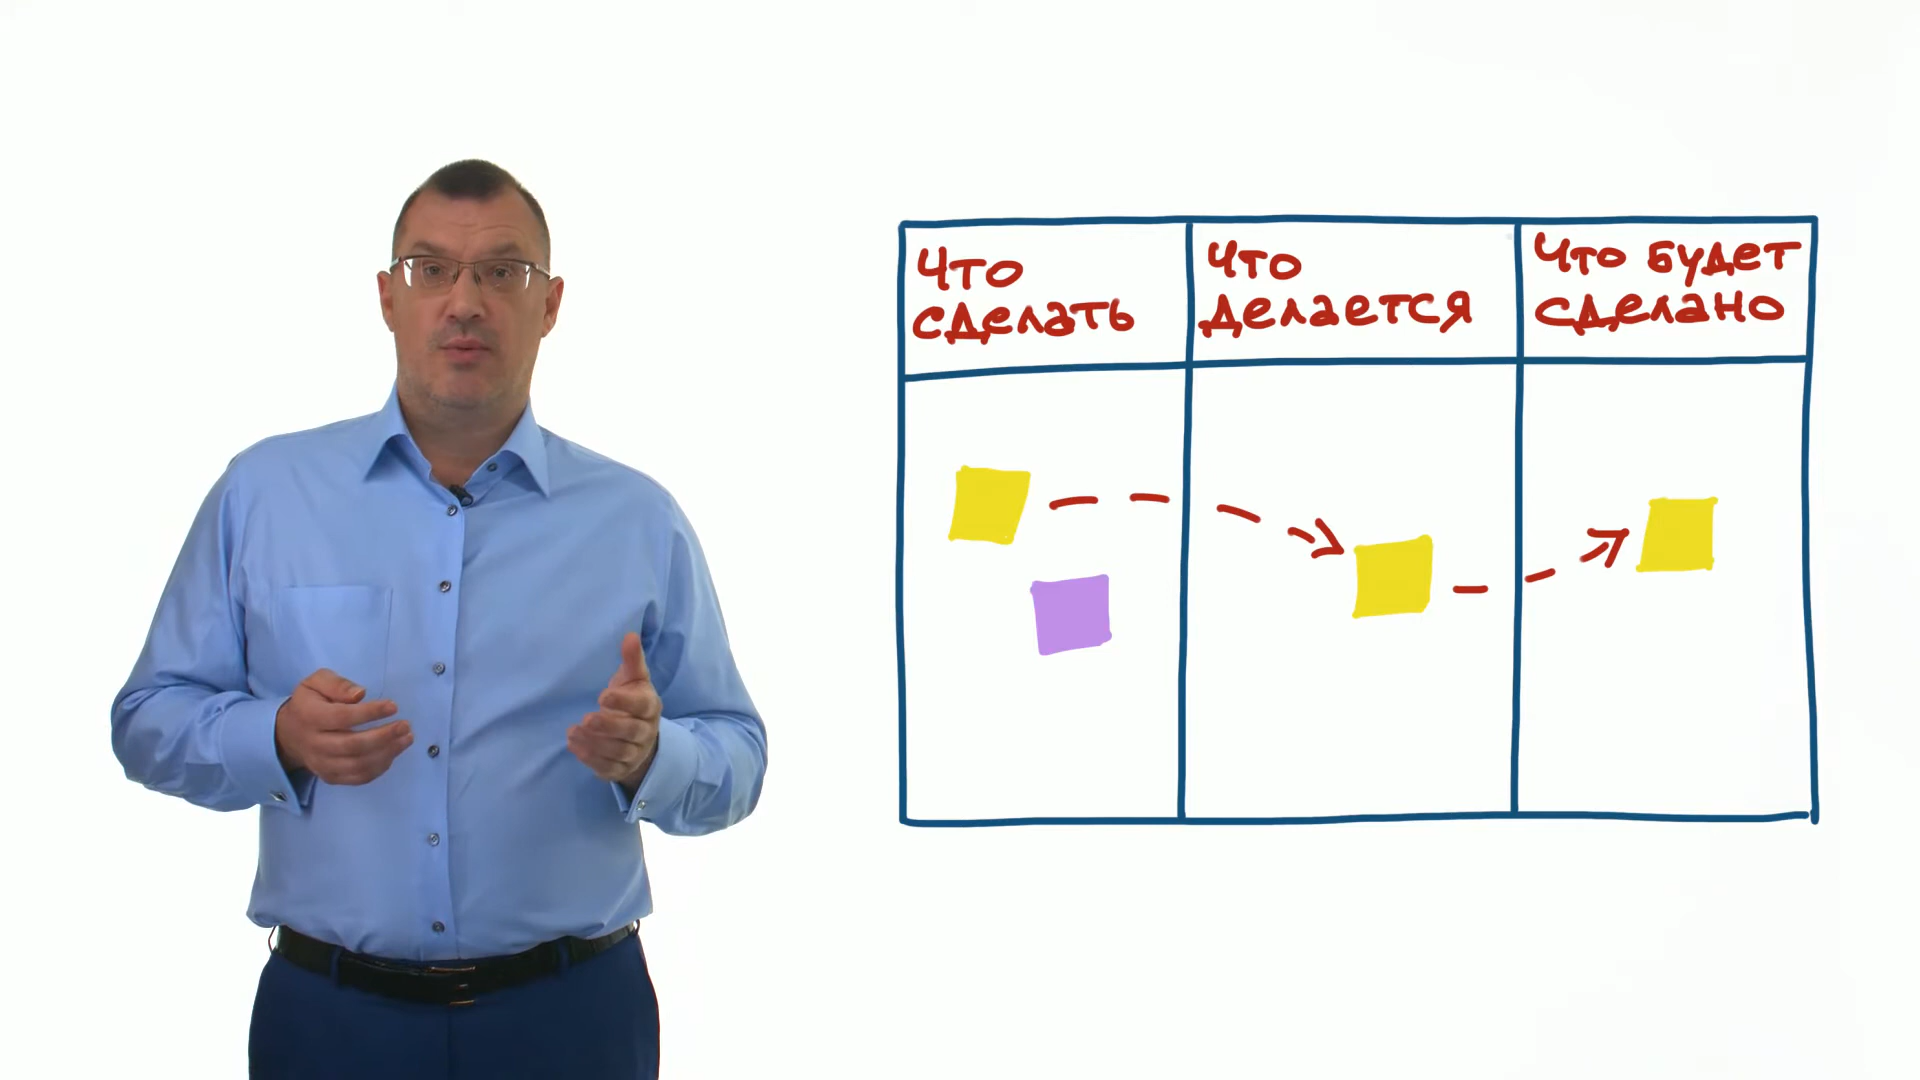 Что
сделать
Что
делается
Что будет
сделано